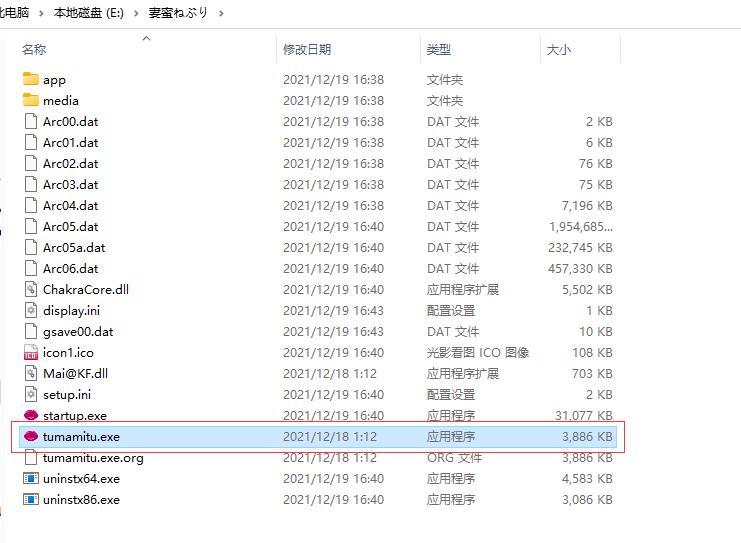 此电脑 › 本地磁盘 (E:) › 妻蜜ねぶり ›
名称 修改日期 类型 大小
app 2021/12/19 16:38 文件夹
media 2021/12/19 16:38 文件夹
Arc00.dat 2021/12/19 16:38 DAT 文件 2 KB
Arc01.dat 2021/12/19 16:38 DAT 文件 6 KB
Arc02.dat 2021/12/19 16:38 DAT 文件 76 KB
Arc03.dat 2021/12/19 16:38 DAT 文件 75 KB
Arc04.dat 2021/12/19 16:38 DAT 文件 7,196 KB
Arc05.dat 2021/12/19 16:40 DAT 文件 1,954,685...
Arc05a.dat 2021/12/19 16:40 DAT 文件 232,745 KB
Arc06.dat 2021/12/19 16:40 DAT 文件 457,330 KB
ChakraCore.dll 2021/12/19 16:40 应用程序扩展 5,502 KB
display.ini 2021/12/19 16:43 配置设置 1 KB
gsave00.dat 2021/12/19 16:43 DAT 文件 10 KB
icon1.ico 2021/12/19 16:40 光影看图 ICO 图像 108 KB
Mai@KF.dll 2021/12/18 1:12 应用程序扩展 703 KB
setup.ini 2021/12/19 16:40 配置设置 2 KB
startup.exe 2021/12/19 16:40 应用程序 31,077 KB
tumamitu.exe 2021/12/18 1:12 应用程序 3,886 KB
tumamitu.exe.org 2021/12/18 1:12 ORG 文件 3,886 KB
uninstx64.exe 2021/12/19 16:40 应用程序 4,583 KB
uninstx86.exe 2021/12/19 16:40 应用程序 3,086 KB